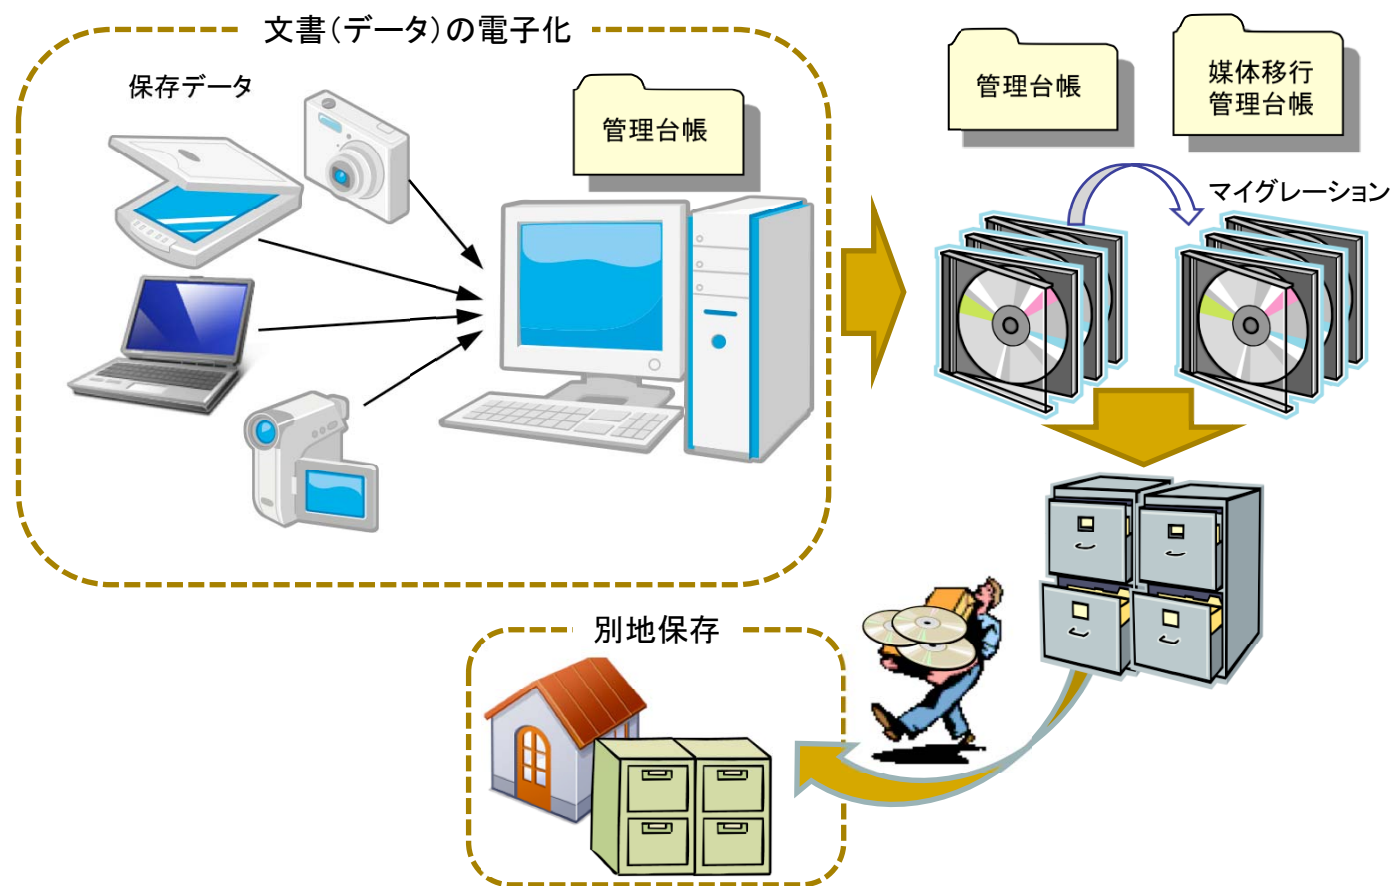 文書(データ)の電子化
保存データ
管理台帳
管理台帳
媒体移行
管理台帳
マイグレーション
別地保存